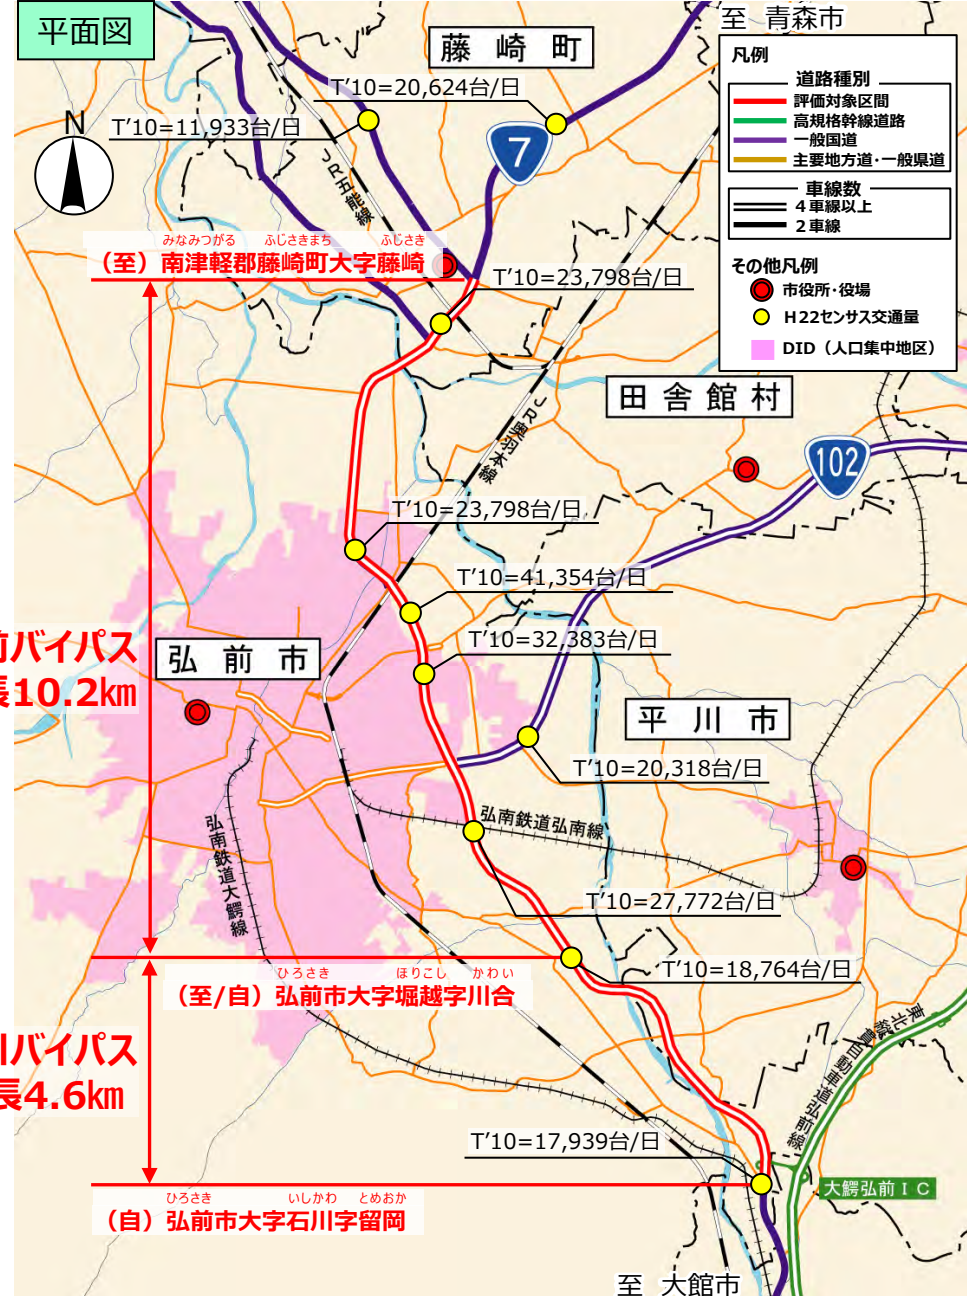 平面図
至 青森市
藤崎町
凡例
道路種別
評価対象区間
高規格幹線道路
一般国道
主要地方道・一般県道
車線数
4車線以上
2車線
その他凡例
市役所・役場
H22センサス交通量
DID（人口集中地区）
T'10=20,624台/日
T'10=11,933台/日
N
7
JR五能線
みなみつがる ふじさきまち ふじさき
（至）南津軽郡藤崎町大字藤崎
T'10=23,798台/日
田舎館村
JR奥羽本線
102
T'10=23,798台/日
T'10=41,354台/日
T'10=32,383台/日
前バイパス
長10.2km
弘前市
平川市
T'10=20,318台/日
弘南鉄道弘南線
弘南鉄道大鰐線
T'10=27,772台/日
T'10=18,764台/日
ひろさき ほりこし かわい
（至/自）弘前市大字堀越字川合
東北縦貫自動車道弘前線
川バイパス
長4.6km
T'10=17,939台/日
大鰐弘前IC
ひろさき いしかわ とめおか
（自）弘前市大字石川字留岡
至 大館市